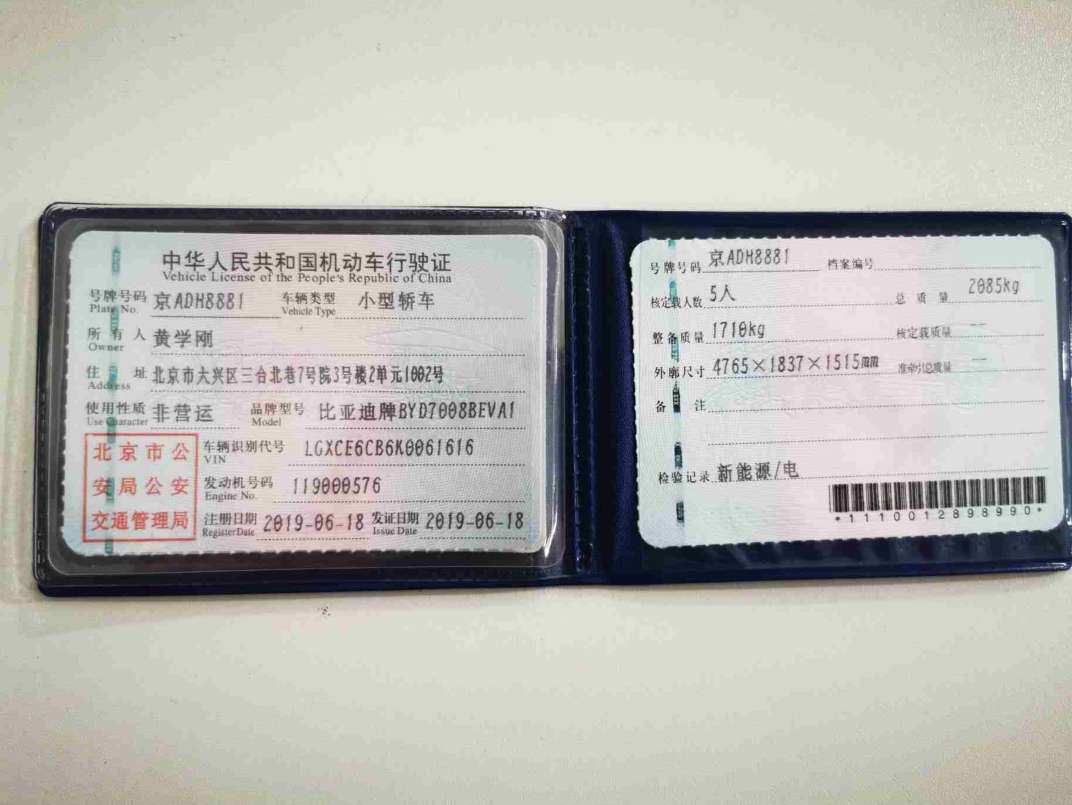 中华人民共和国机动车行驶证
Vehicle License of the People's Republic of China
号牌号码 京ADH8881 车辆类型 小型轿车
Plate No. Vehicle Type
所有人 黄学刚
Owner
住址 北京市大兴区三台北巷7号院3号楼2单元1002号
Address
使用性质 非营运 品牌型号 比亚迪牌BYD7008BEVA1
Use Character Model
北京市公
安局公安
交通管理局
车辆识别代号 LGXCE6CB6K0061616
VIN
发动机号码 119000576
Engine No.
注册日期 2019-06-18 发证日期 2019-06-18
Register Date Issue Date
号牌号码 京ADH8881 档案编号
核定载人数 5人 总质量 2085kg
整备质量 1710kg 核定载质量 --
外廓尺寸 4765×1837×1515mm 准牵引总质量 --
备注
检验记录 新能源/电
*1110012898990*